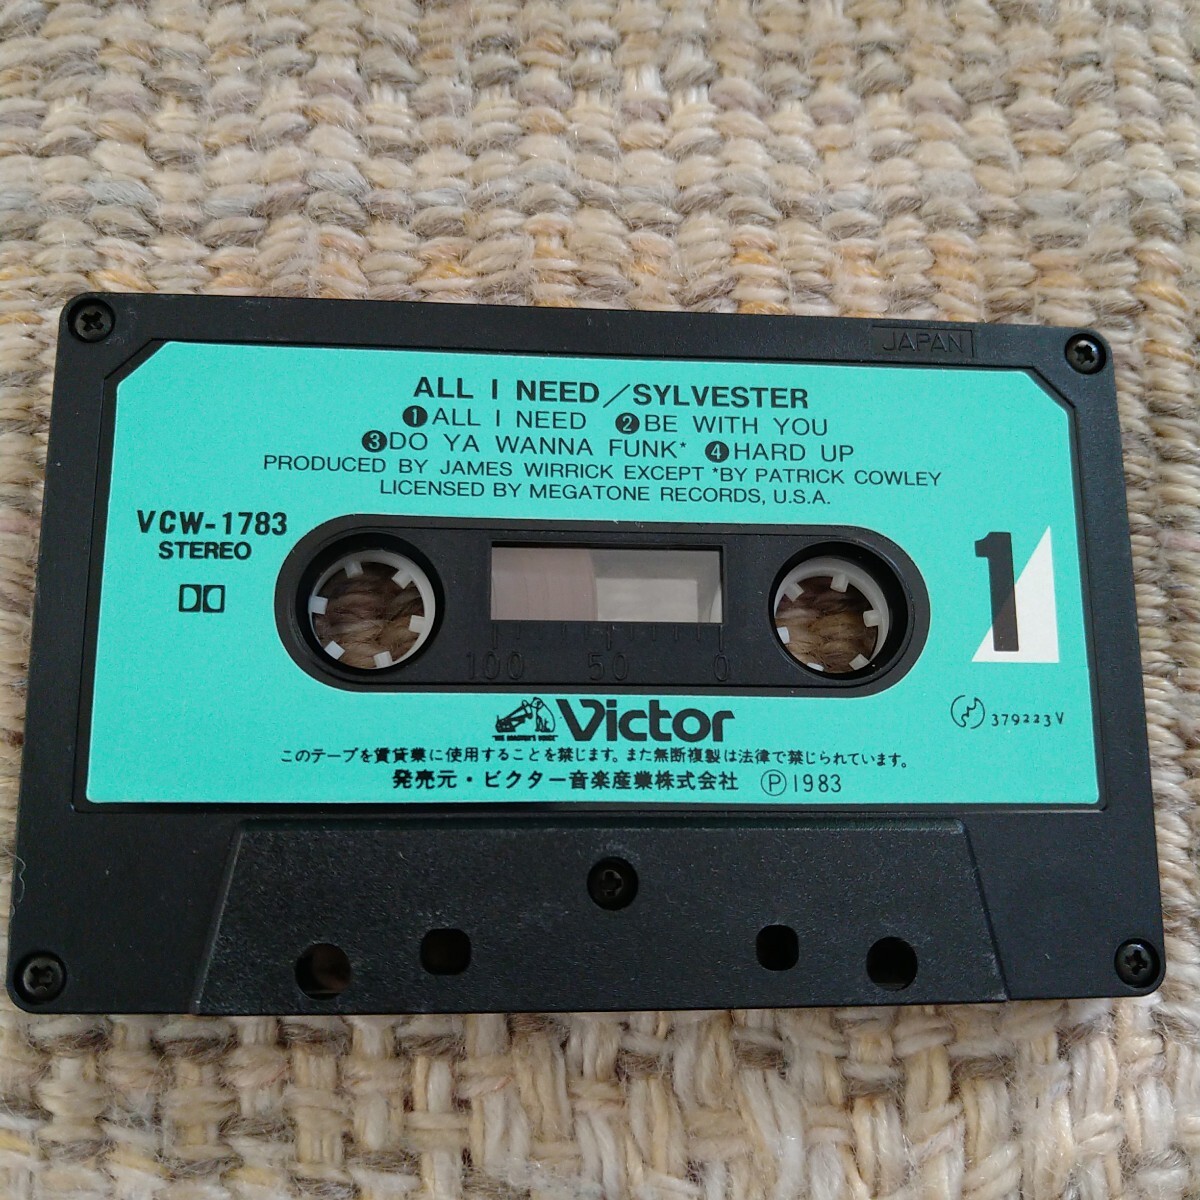 JAPAN
ALL I NEED/SYLVESTER
❶ALL I NEED ❷BE WITH YOU
❸DO YA WANNA FUNK* ❹HARD UP
PRODUCED BY JAMES WIRRICK EXCEPT *BY PATRICK COWLEY
LICENSED BY MEGATONE RECORDS, U.S.A.
VCW-1783
STEREO
1
100 50 0
Victor
"HIS MASTER'S VOICE"
379223V
このテープを賃貸業に使用することを禁じます。また無断複製は法律で禁じられています。
発売元・ビクター音楽産業株式会社 Ⓟ1983